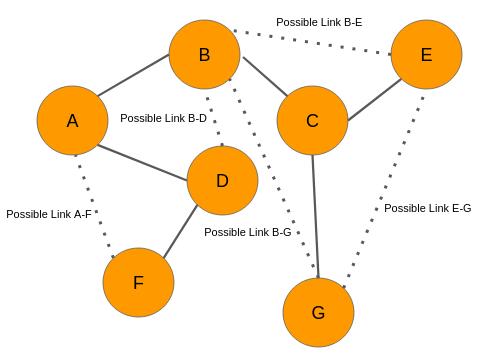 Possible Link B-E
B
E
Possible Link B-D
A
C
D
Possible Link A-F
Possible Link E-G
Possible Link B-G
F
G